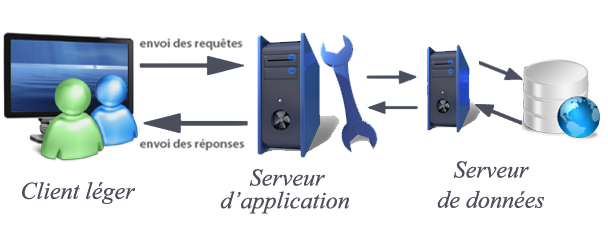 envoi des requêtes
envoi des réponses
Client léger
Serveur
d’application
Serveur
de données